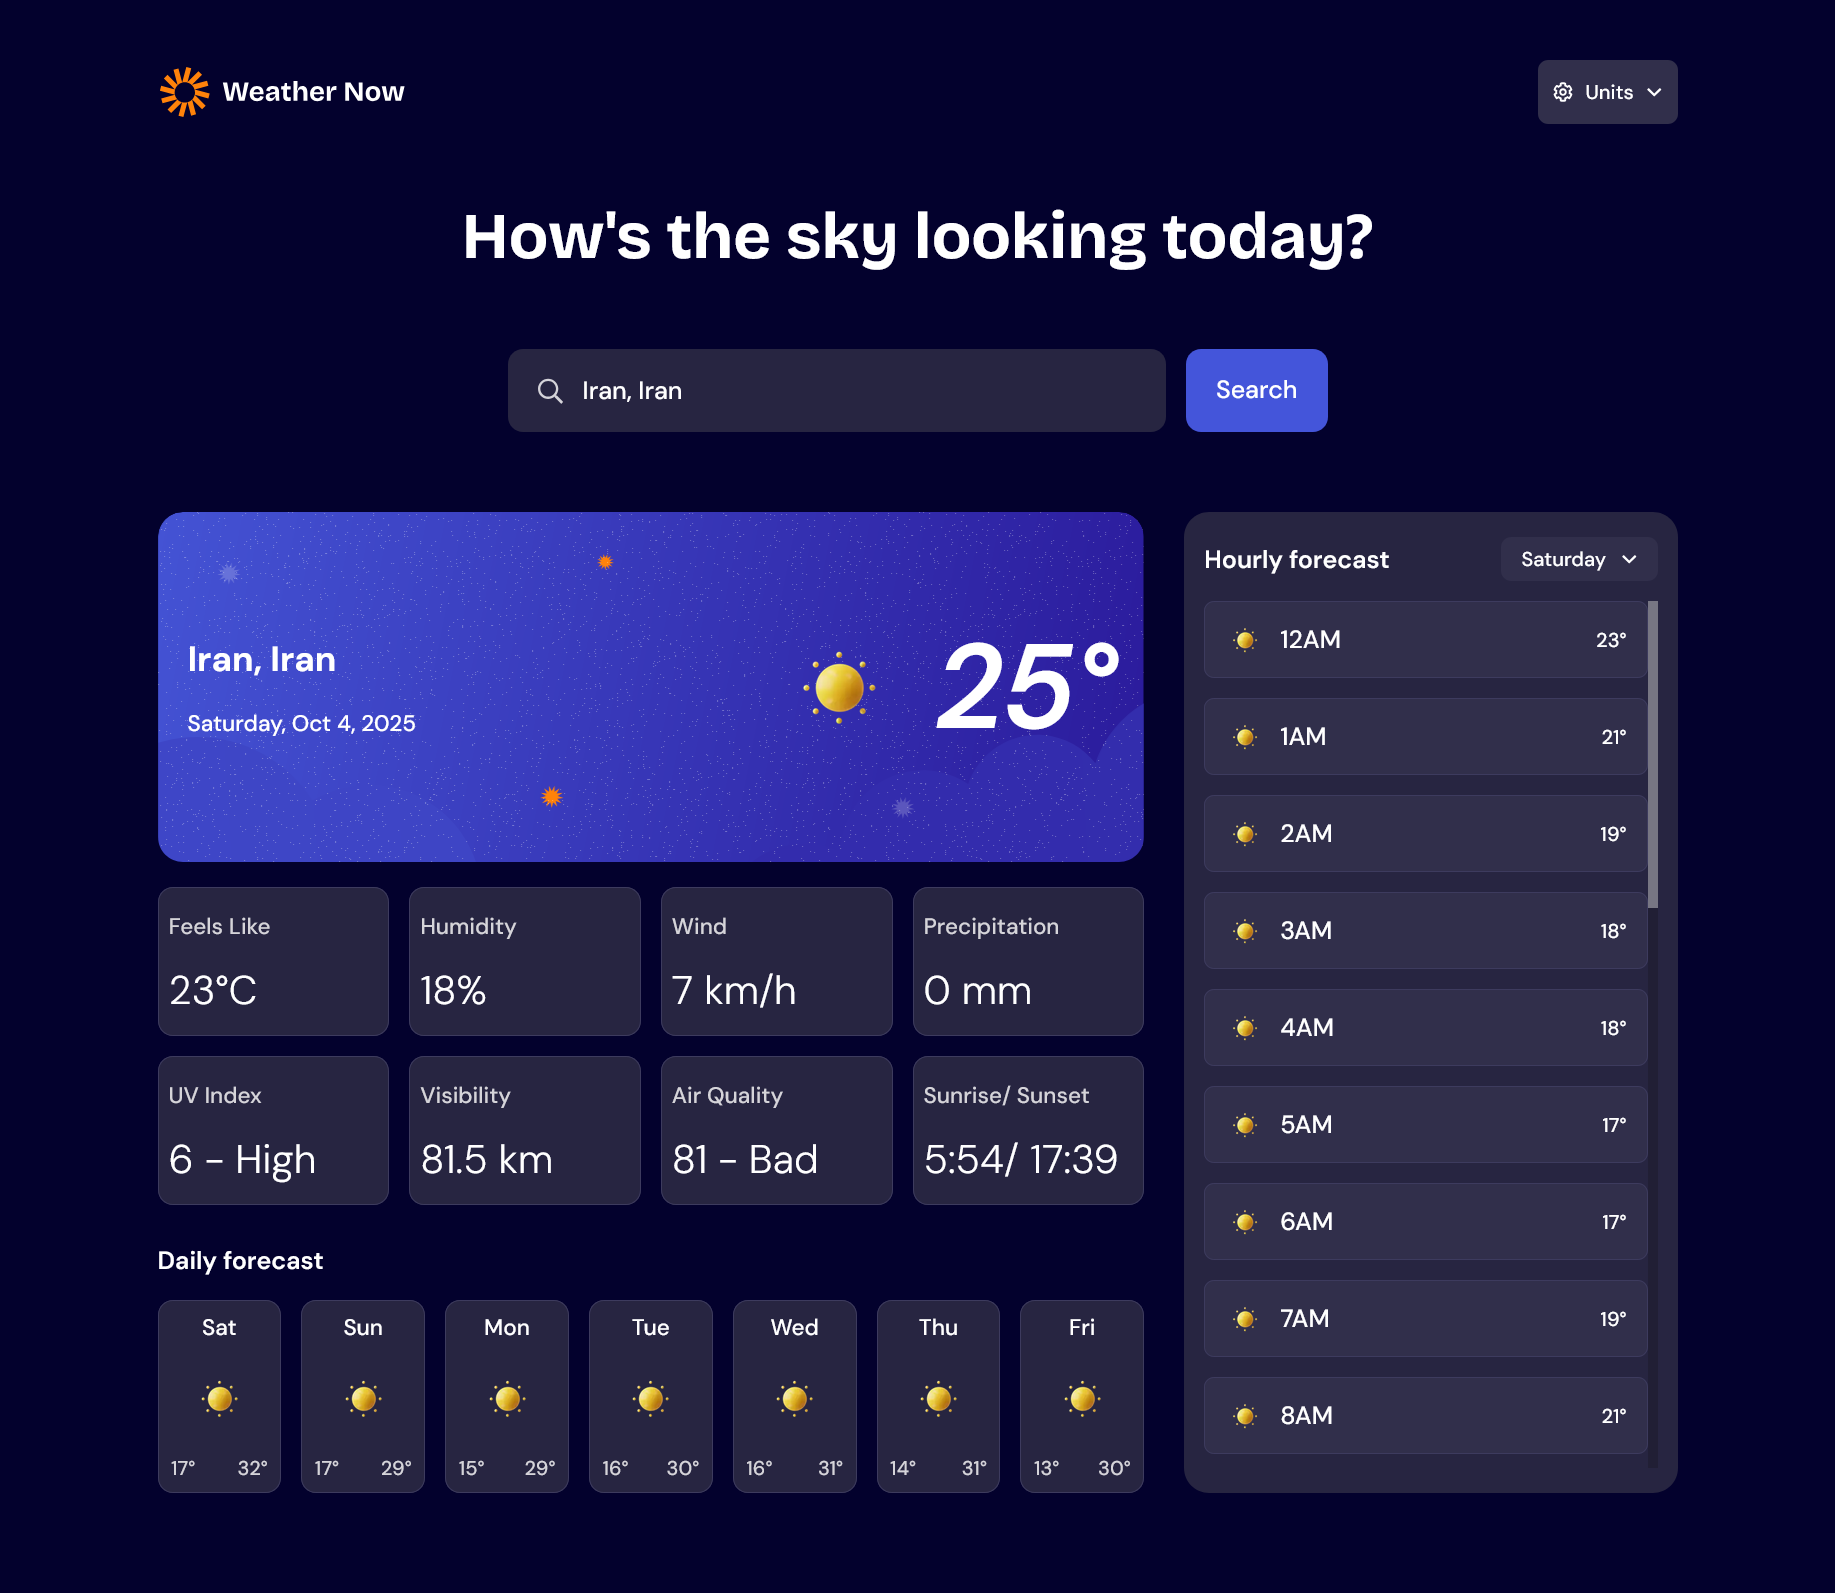 Weather Now
Units
How's the sky looking today?
Iran, Iran
Search
Iran, Iran
Saturday, Oct 4, 2025
25°
Feels Like
23°C
Humidity
18%
Wind
7 km/h
Precipitation
0 mm
UV Index
6 - High
Visibility
81.5 km
Air Quality
81 - Bad
Sunrise/ Sunset
5:54/ 17:39
Daily forecast
Sat
17° 32°
Sun
17° 29°
Mon
15° 29°
Tue
16° 30°
Wed
16° 31°
Thu
14° 31°
Fri
13° 30°
Hourly forecast
Saturday
12AM 23°
1AM 21°
2AM 19°
3AM 18°
4AM 18°
5AM 17°
6AM 17°
7AM 19°
8AM 21°